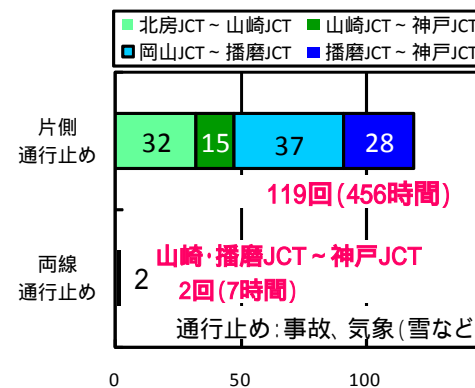 北房JCT～山崎JCT 山崎JCT～神戸JCT
岡山JCT～播磨JCT 播磨JCT～神戸JCT
片側
通行止め
32 15 37 28
119回(456時間)
両線
通行止め
2
山崎・播磨JCT～神戸JCT
2回(7時間)
通行止め:事故、気象(雪など
0 50 100